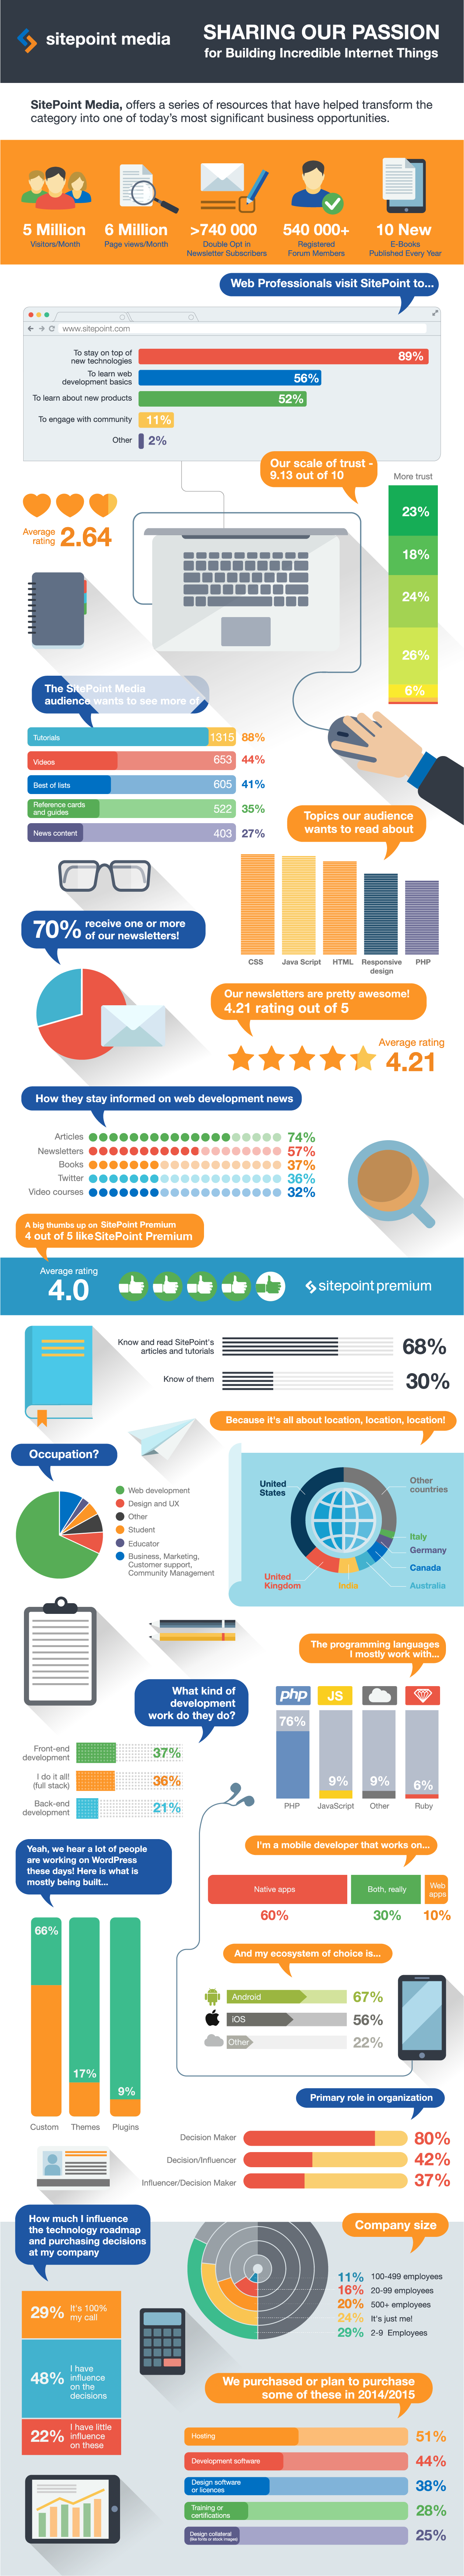 sitepoint media
SHARING OUR PASSION
for Building Incredible Internet Things
SitePoint Media, offers a series of resources that have helped transform the
category into one of today's most significant business opportunities.
5 Million
Visitors/Month
6 Million
Page views/Month
>740 000
Double Opt in
Newsletter Subscribers
540 000+
Registered
Forum Members
10 New
E-Books
Published Every Year
Web Professionals visit SitePoint to...
www.sitepoint.com
To stay on top of
new technologies
89%
To learn web
development basics
56%
To learn about new products
52%
To engage with community
11%
Other
2%
Our scale of trust -
9.13 out of 10
More trust
23%
18%
24%
26%
6%
Average
rating
2.64
The SitePoint Media
audience wants to see more of
Tutorials
1315
88%
Videos
653
44%
Best of lists
605
41%
Reference cards
and guides
522
35%
News content
403
27%
Topics our audience
wants to read about
CSS
Java Script
HTML
Responsive
design
PHP
70%
receive one or more
of our newsletters!
Our newsletters are pretty awesome!
4.21 rating out of 5
Average rating
4.21
How they stay informed on web development news
Articles
74%
Newsletters
57%
Books
37%
Twitter
36%
Video courses
32%
A big thumbs up on SitePoint Premium
4 out of 5 like SitePoint Premium
Average rating
4.0
sitepoint premium
Know and read SitePoint's
articles and tutorials
68%
Know of them
30%
Because it's all about location, location, location!
Occupation?
Web development
Design and UX
Other
Student
Educator
Business, Marketing,
Customer support,
Community Management
United
States
Other
countries
Italy
Germany
Canada
Australia
India
United
Kingdom
The programming languages
I mostly work with...
php
JS
76%
9%
9%
6%
PHP
JavaScript
Other
Ruby
What kind of
development
work do they do?
Front-end
development
37%
I do it all!
(full stack)
36%
Back-end
development
21%
I'm a mobile developer that works on...
Native apps
Both, really
Web
apps
60%
30%
10%
Yeah, we hear a lot of people
are working on WordPress
these days! Here is what is
mostly being built...
66%
17%
9%
Custom
Themes
Plugins
And my ecosystem of choice is...
Android
67%
iOS
56%
Other
22%
Primary role in organization
Decision Maker
80%
Decision/Influencer
42%
Influencer/Decision Maker
37%
How much I influence
the technology roadmap
and purchasing decisions
at my company
29%
It's 100%
my call
48%
I have
influence
on the
decisions
22%
I have little
influence
on these
Company size
11% 100-499 employees
16% 20-99 employees
20% 500+ employees
24% It's just me!
29% 2-9 Employees
We purchased or plan to purchase
some of these in 2014/2015
Hosting
51%
Development software
44%
Design software
or licences
38%
Training or
certifications
28%
Design collateral
(like fonts or stock images)
25%